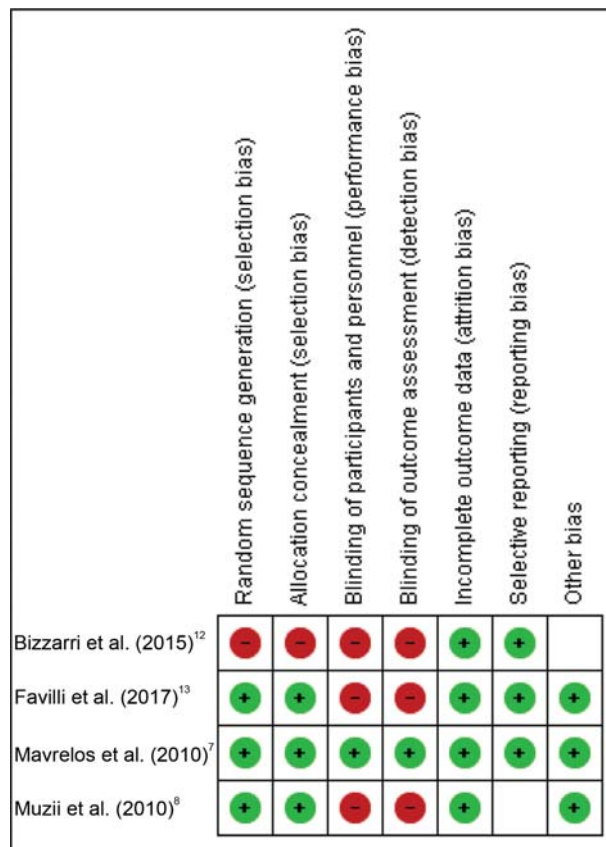 Random sequence generation (selection bias)
Allocation concealment (selection bias)
Blinding of participants and personnel (performance bias)
Blinding of outcome assessment (detection bias)
Incomplete outcome data (attrition bias)
Selective reporting (reporting bias)
Other bias
Bizzarri et al. (2015)12 - - - - + +
Favilli et al. (2017)13 + + - - + + +
Mavrelos et al. (2010)7 + + + + + + +
Muzii et al. (2010)8 + + - - + +